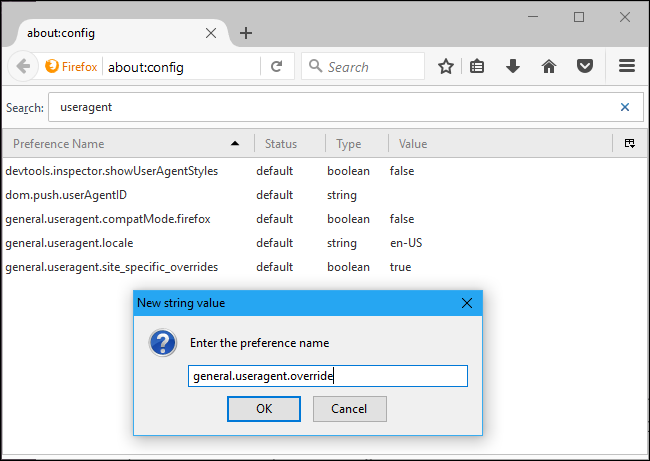 about:config
Firefox about:config Search
Search: useragent
Preference Name Status Type Value
devtools.inspector.showUserAgentStyles default boolean false
dom.push.userAgentID default string
general.useragent.compatMode.firefox default boolean false
general.useragent.locale default string en-US
general.useragent.site_specific_overrides default boolean true
New string value
Enter the preference name
general.useragent.override
OK Cancel